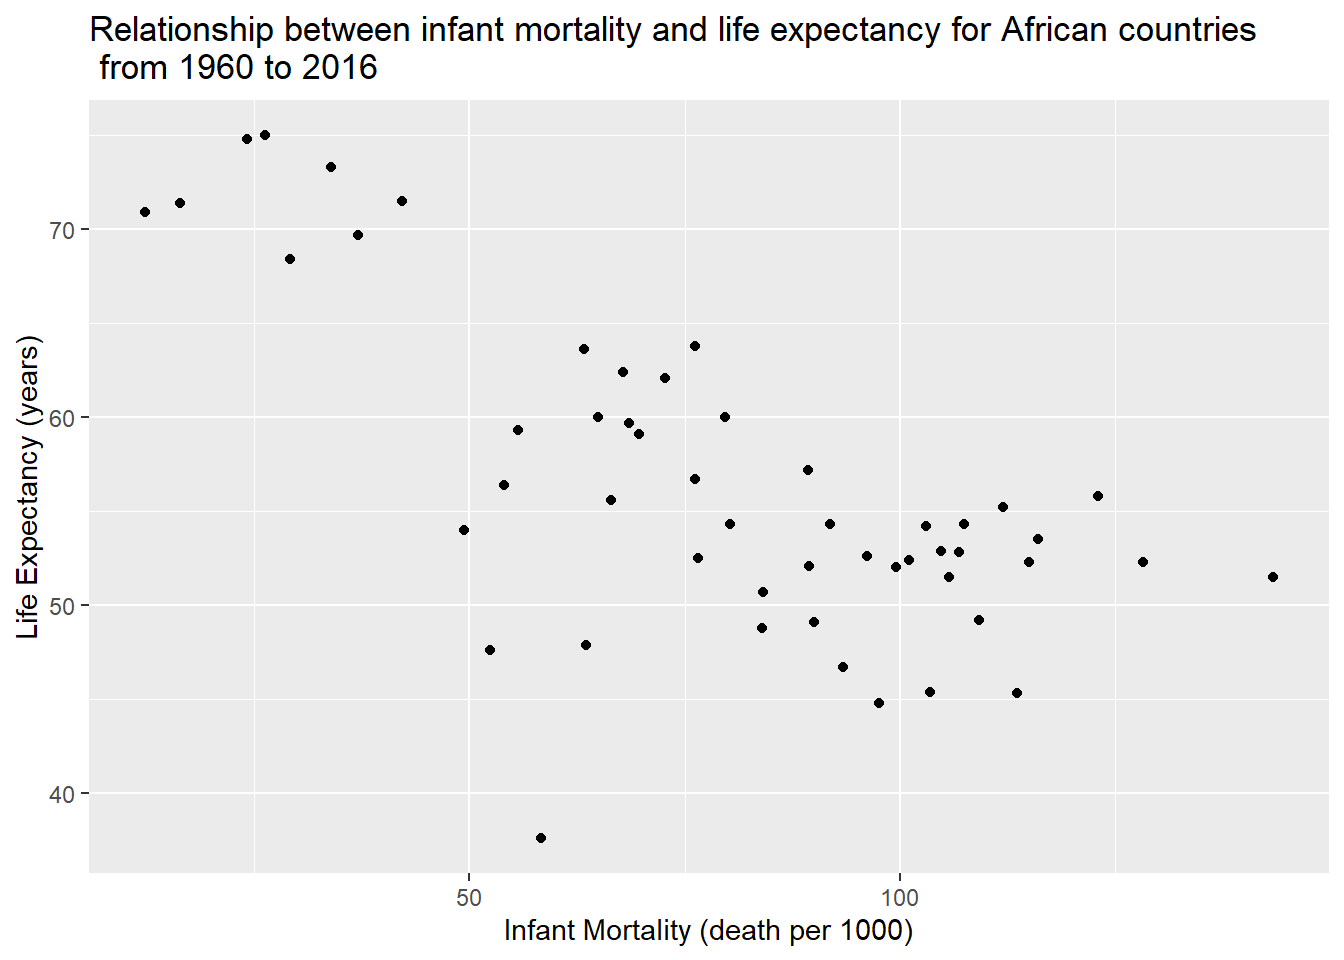 Relationship between infant mortality and life expectancy for African countries
from 1960 to 2016
Life Expectancy (years)
70
60
50
40
50
100
Infant Mortality (death per 1000)